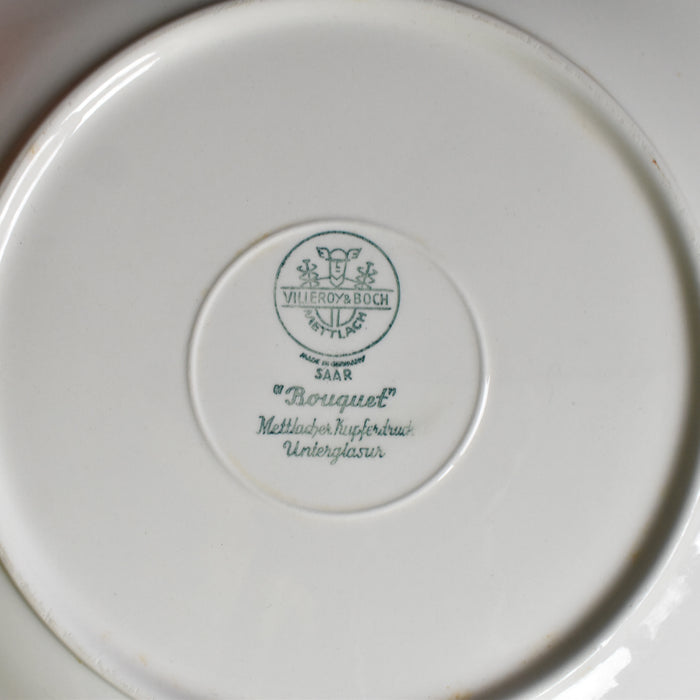 VILLEROY & BOCH
METTLACH
MADE IN GERMANY
SAAR
"Bouquet"
Mettlacher Kupferdruck
Unterglasur